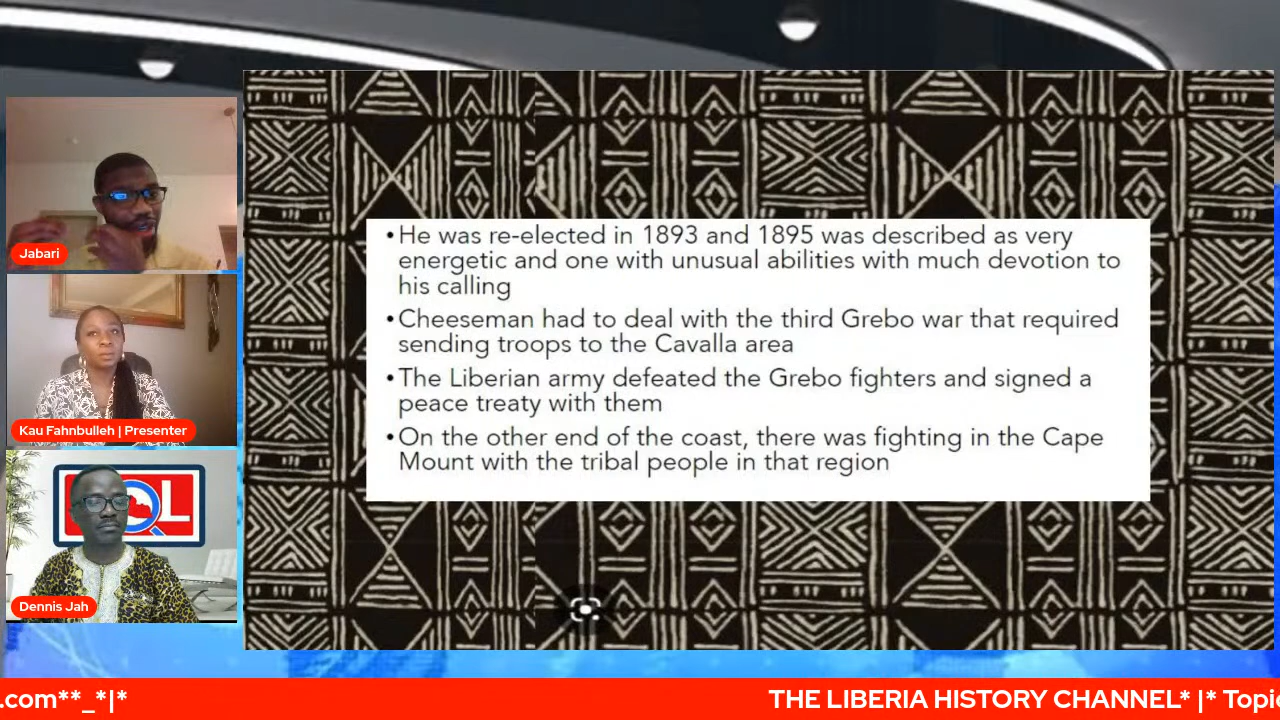 Jabari
Kau Fahnbulleh | Presenter
QL
Dennis Jah
•He was re-elected in 1893 and 1895 was described as very
energetic and one with unusual abilities with much devotion to
his calling
•Cheeseman had to deal with the third Grebo war that required
sending troops to the Cavalla area
•The Liberian army defeated the Grebo fighters and signed a
peace treaty with them
•On the other end of the coast, there was fighting in the Cape
Mount with the tribal people in that region
.com**_*|* THE LIBERIA HISTORY CHANNEL* |* Topic